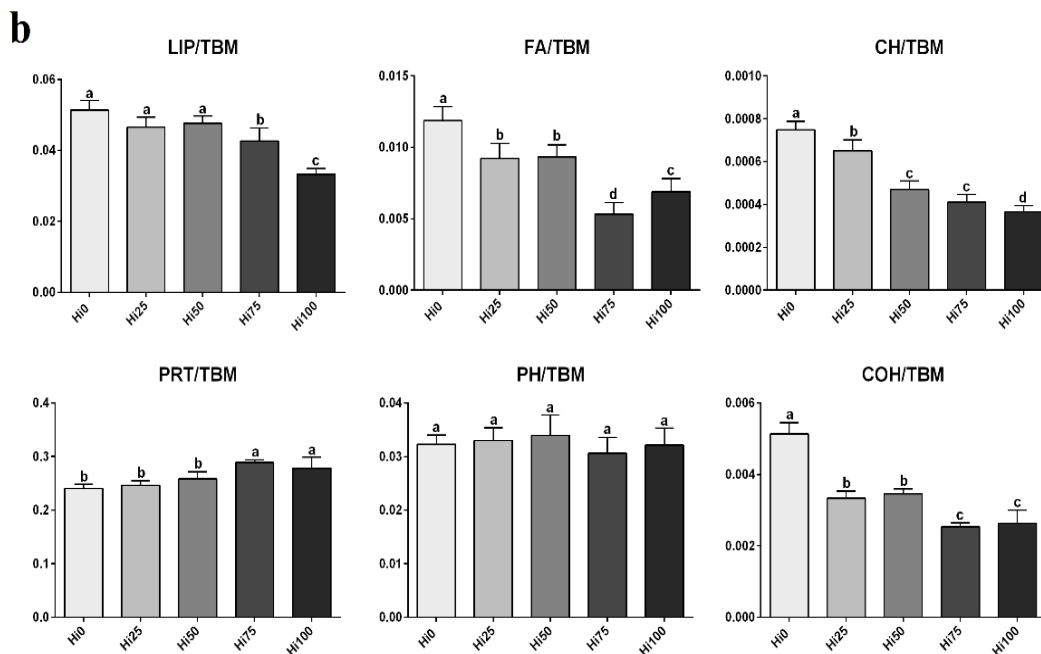 b
LIP/TBM
0.06
0.04
0.02
0.00
a
a
a
b
c
Hi0
Hi25
Hi50
Hi75
Hi100
FA/TBM
0.015
0.010
0.005
0.000
a
b
b
d
c
Hi0
Hi25
Hi50
Hi75
Hi100
CH/TBM
0.0010
0.0008
0.0006
0.0004
0.0002
0.0000
a
b
c
c
d
Hi0
Hi25
Hi50
Hi75
Hi100
PRT/TBM
0.4
0.3
0.2
0.1
0.0
b
b
b
a
a
Hi0
Hi25
Hi50
Hi75
Hi100
PH/TBM
0.04
0.03
0.02
0.01
0.00
a
a
a
a
a
Hi0
Hi25
Hi50
Hi75
Hi100
COH/TBM
0.006
0.004
0.002
0.000
a
b
b
c
c
Hi0
Hi25
Hi50
Hi75
Hi100